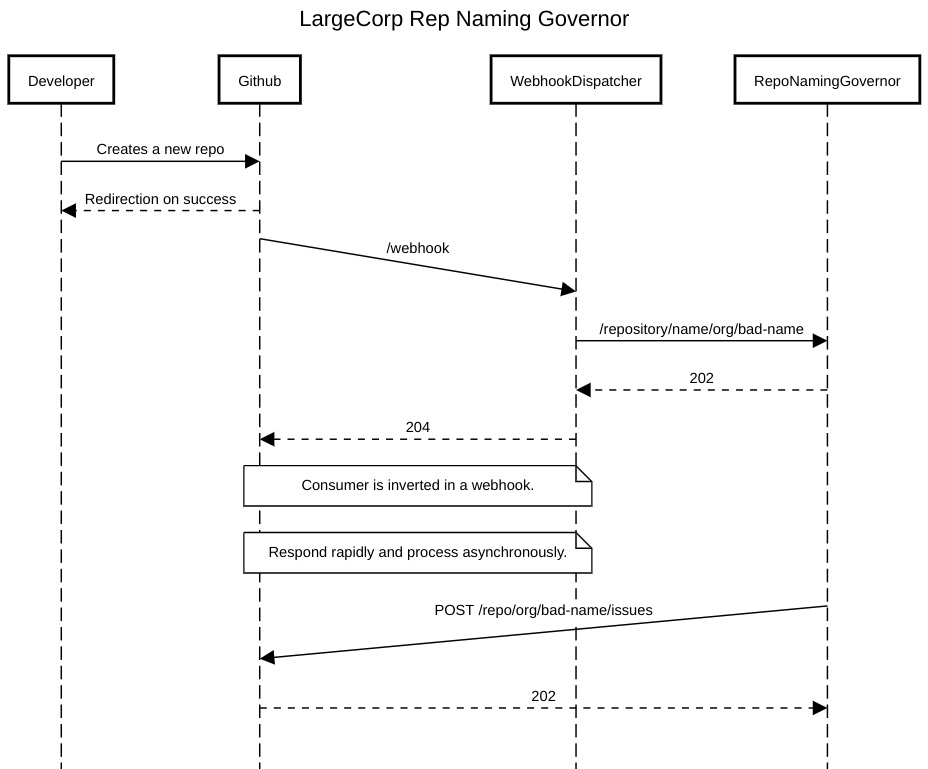 LargeCorp Rep Naming Governor
Developer
Github
WebhookDispatcher
RepoNamingGovernor
Creates a new repo
Redirection on success
/webhook
/repository/name/org/bad-name
202
204
Consumer is inverted in a webhook.
Respond rapidly and process asynchronously.
POST /repo/org/bad-name/issues
202